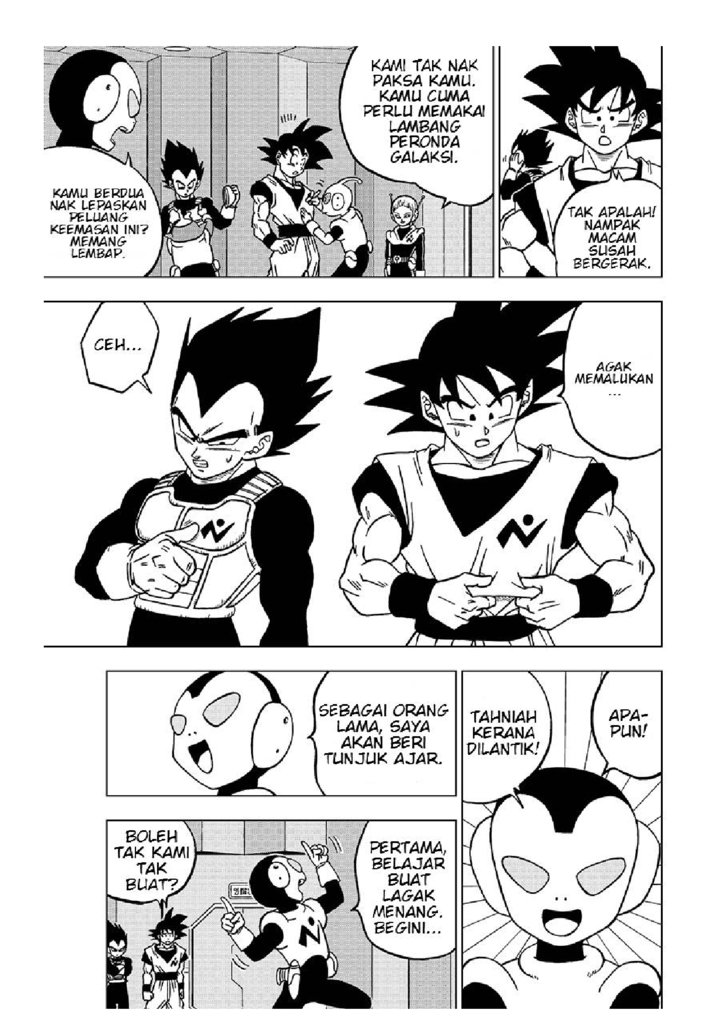 TAK APALAH!
NAMPAK
MACAM
SUSAH
BERGERAK.
KAMI TAK NAK
PAKSA KAMU.
KAMU CUMA
PERLU MEMAKAI
LAMBANG
PERONDA
GALAKSI.
KAMU BERDUA
NAK LEPASKAN
PELUANG
KEEMASAN INI?
MEMANG
LEMBAP.
AGAK
MEMALUKAN
...
CEH...
APA-
PUN!
TAHNIAH
KERANA
DILANTIK!
SEBAGAI ORANG
LAMA, SAYA
AKAN BERI
TUNJUK AJAR.
PERTAMA,
BELAJAR
BUAT
LAGAK
MENANG.
BEGINI...
BOLEH
TAK KAMI
TAK
BUAT?